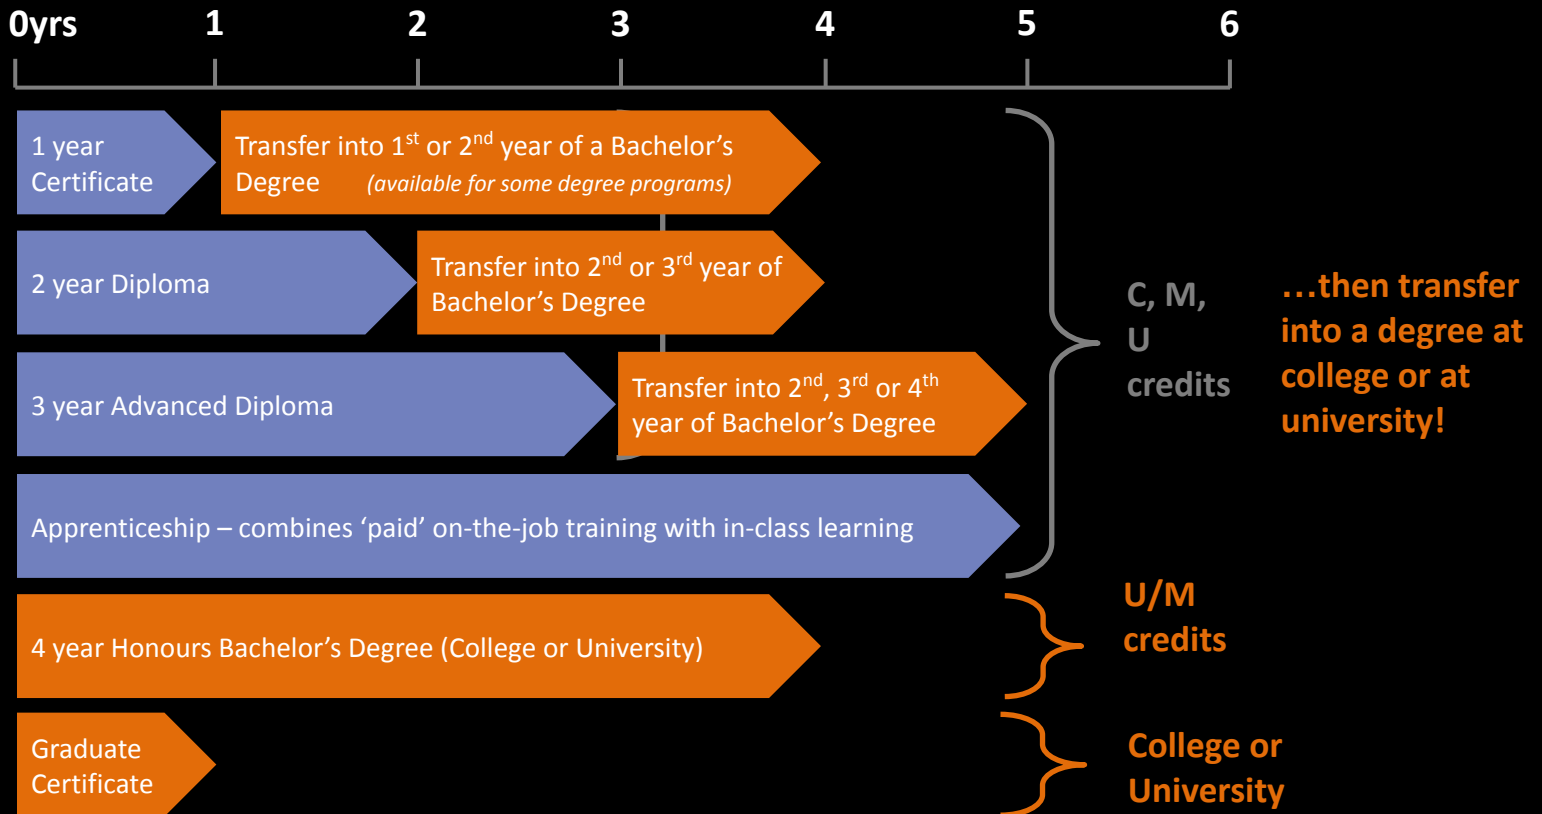 0yrs 1 2 3 4 5 6
1 year
Certificate
Transfer into 1st or 2nd year of a Bachelor’s
Degree (available for some degree programs)
2 year Diploma
Transfer into 2nd or 3rd year of
Bachelor’s Degree
3 year Advanced Diploma
Transfer into 2nd, 3rd or 4th
year of Bachelor’s Degree
Apprenticeship – combines ‘paid’ on-the-job training with in-class learning
C, M,
U
credits
…then transfer
into a degree at
college or at
university!
4 year Honours Bachelor’s Degree (College or University)
U/M
credits
Graduate
Certificate
College or
University